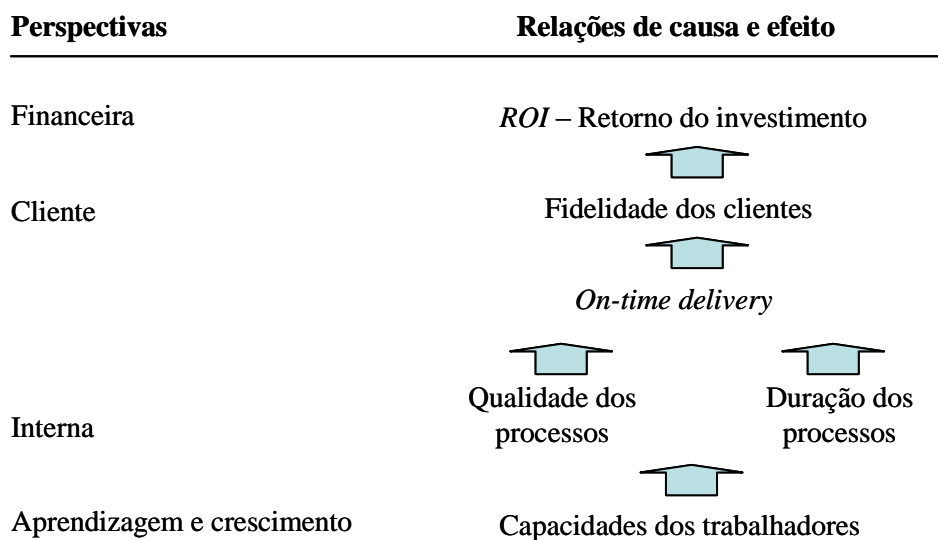 Perspectivas Relações de causa e efeito
Financeira ROI – Retorno do investimento
Cliente Fidelidade dos clientes
On-time delivery
Qualidade dos Duração dos
Interna processos processos
Aprendizagem e crescimento Capacidades dos trabalhadores